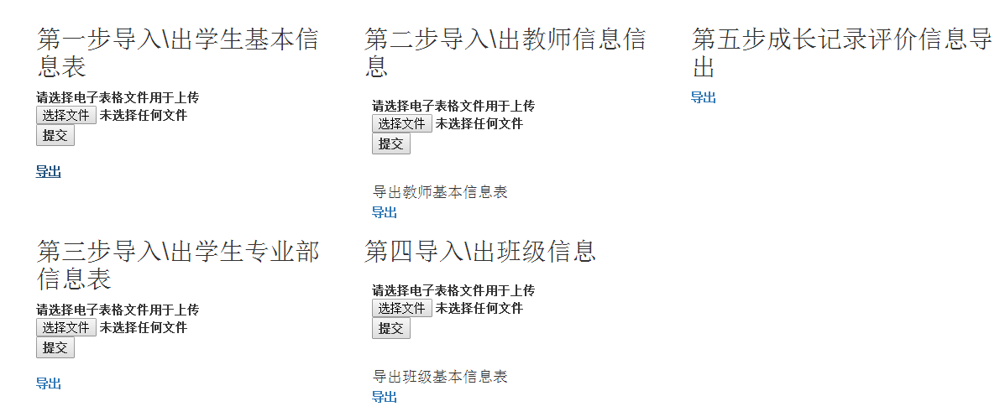 第一步导入\出学生基本信
息表
请选择电子表格文件用于上传
选择文件 未选择任何文件
提交
导出
第二步导入\出教师信息信
息
请选择电子表格文件用于上传
选择文件 未选择任何文件
提交
导出教师基本信息表
导出
第五步成长记录评价信息导
出
导出
第三步导入\出学生专业部
信息表
请选择电子表格文件用于上传
选择文件 未选择任何文件
提交
导出
第四导入\出班级信息
请选择电子表格文件用于上传
选择文件 未选择任何文件
提交
导出班级基本信息表
导出